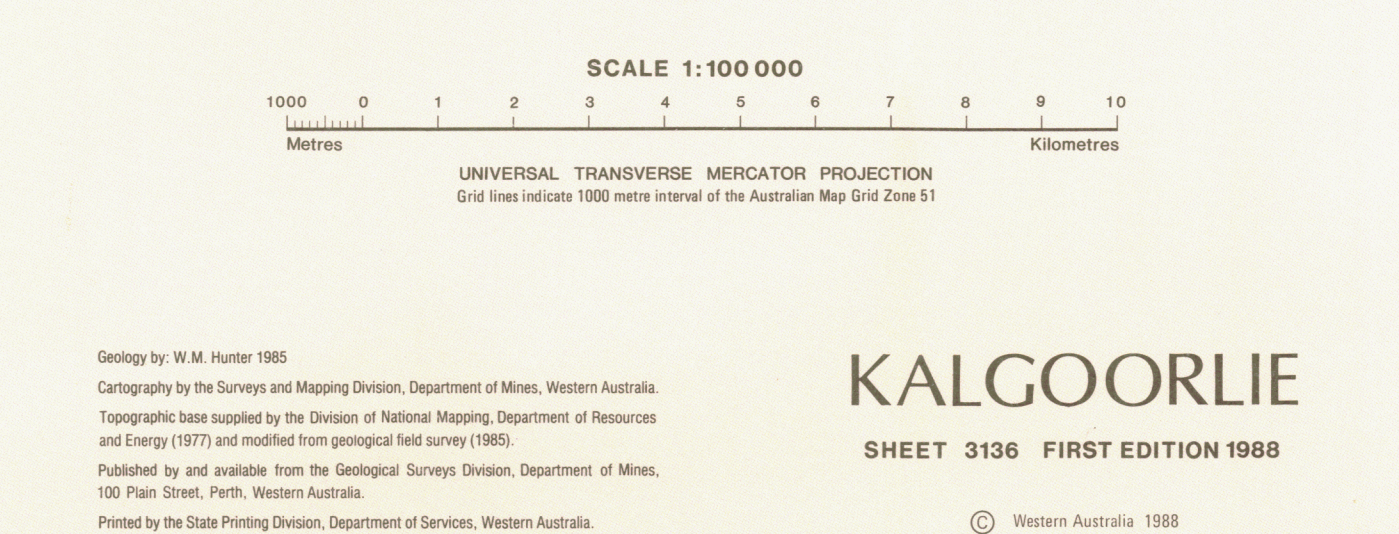 SCALE 1:100 000
1000 0 1 2 3 4 5 6 7 8 9 10
Metres Kilometres
UNIVERSAL TRANSVERSE MERCATOR PROJECTION
Grid lines indicate 1000 metre interval of the Australian Map Grid Zone 51
Geology by: W.M. Hunter 1985
Cartography by the Surveys and Mapping Division, Department of Mines, Western Australia.
Topographic base supplied by the Division of National Mapping, Department of Resources
and Energy (1977) and modified from geological field survey (1985).
Published by and available from the Geological Surveys Division, Department of Mines,
100 Plain Street, Perth, Western Australia.
Printed by the State Printing Division, Department of Services, Western Australia.
KALGOORLIE
SHEET 3136 FIRST EDITION 1988
© Western Australia 1988